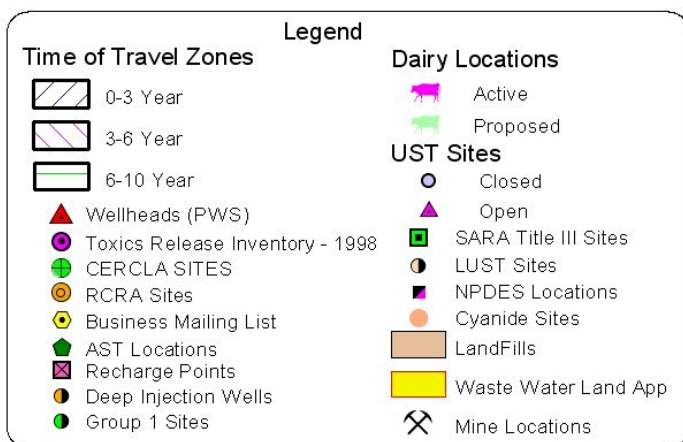 Legend
Time of Travel Zones
0-3 Year
3-6 Year
6-10 Year
Wellheads (PWS)
Toxics Release Inventory - 1998
CERCLA SITES
RCRA Sites
Business Mailing List
AST Locations
Recharge Points
Deep Injection Wells
Group 1 Sites
Dairy Locations
Active
Proposed
UST Sites
Closed
Open
SARA Title III Sites
LUST Sites
NPDES Locations
Cyanide Sites
LandFills
Waste Water Land App
Mine Locations